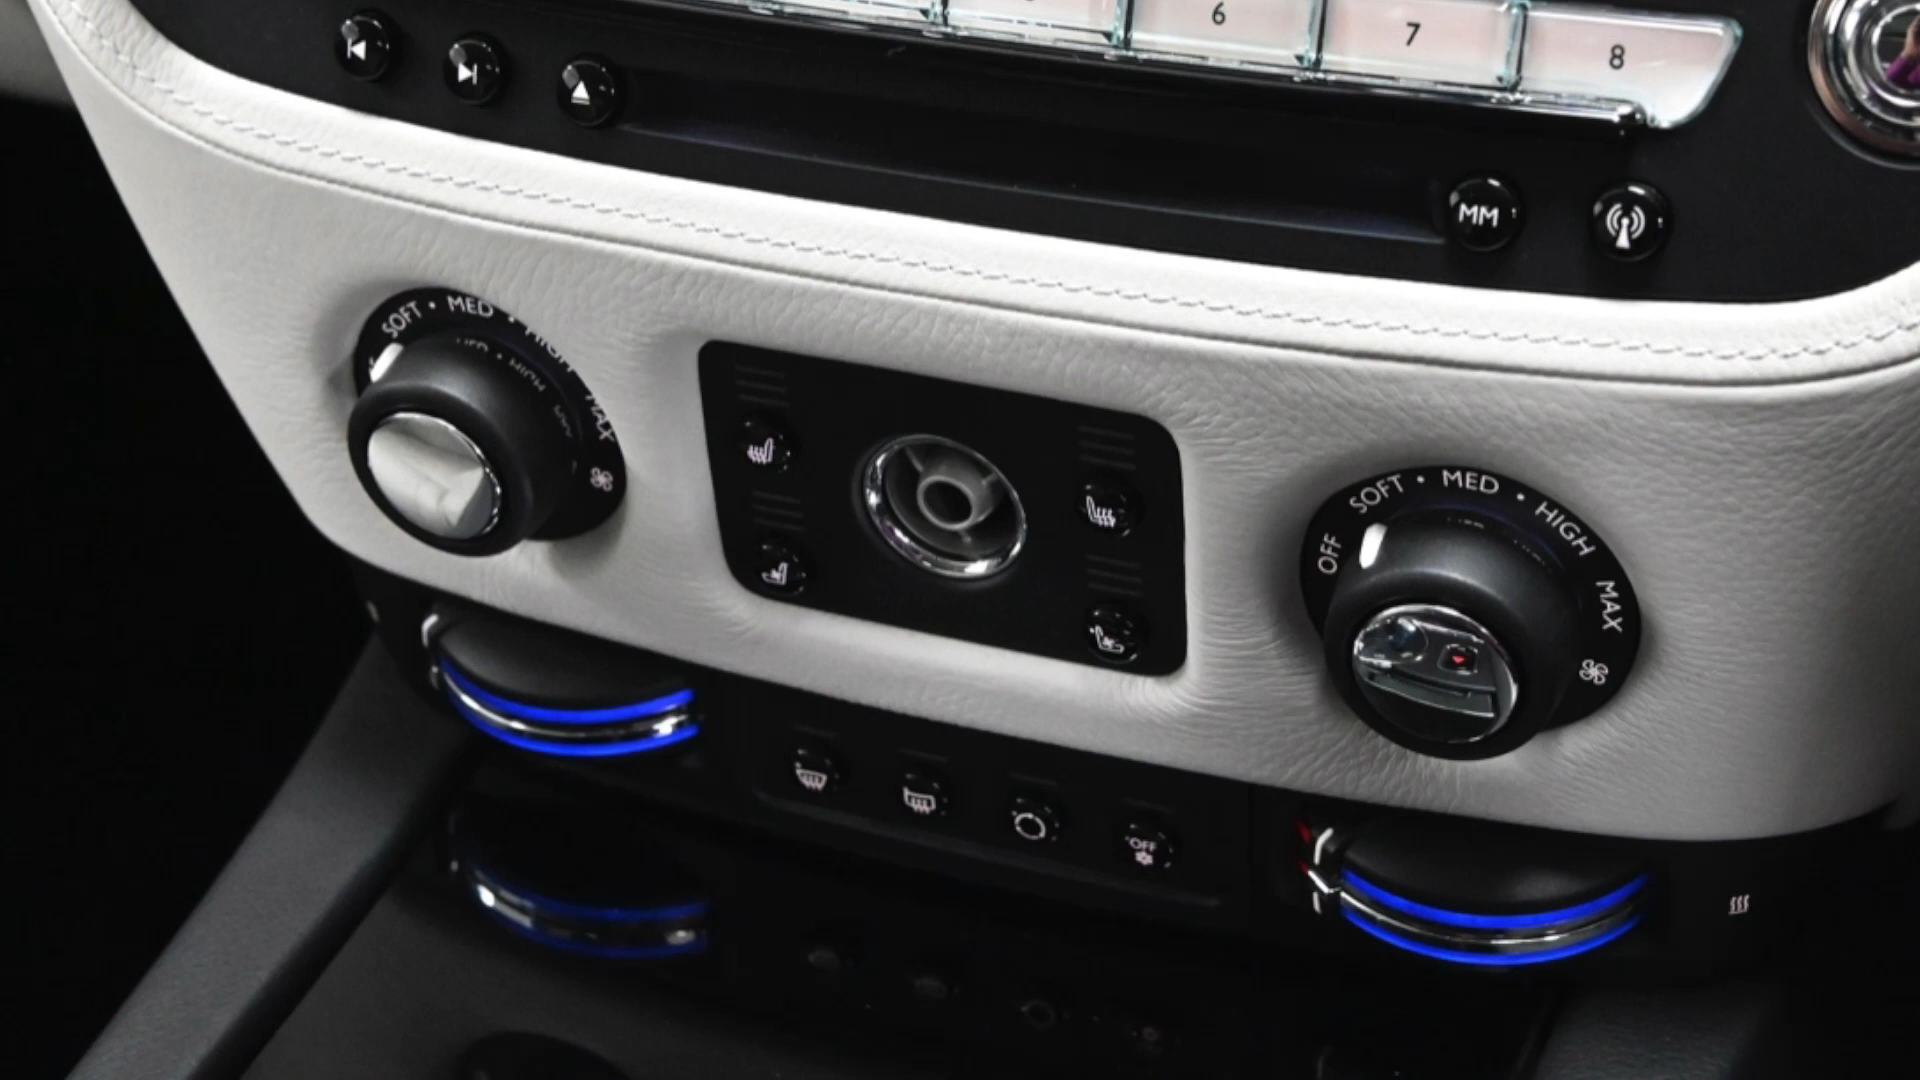 6
7
8
MM
SOFT • MED • HIGH MAX
OFF SOFT • MED • HIGH MAX
OFF